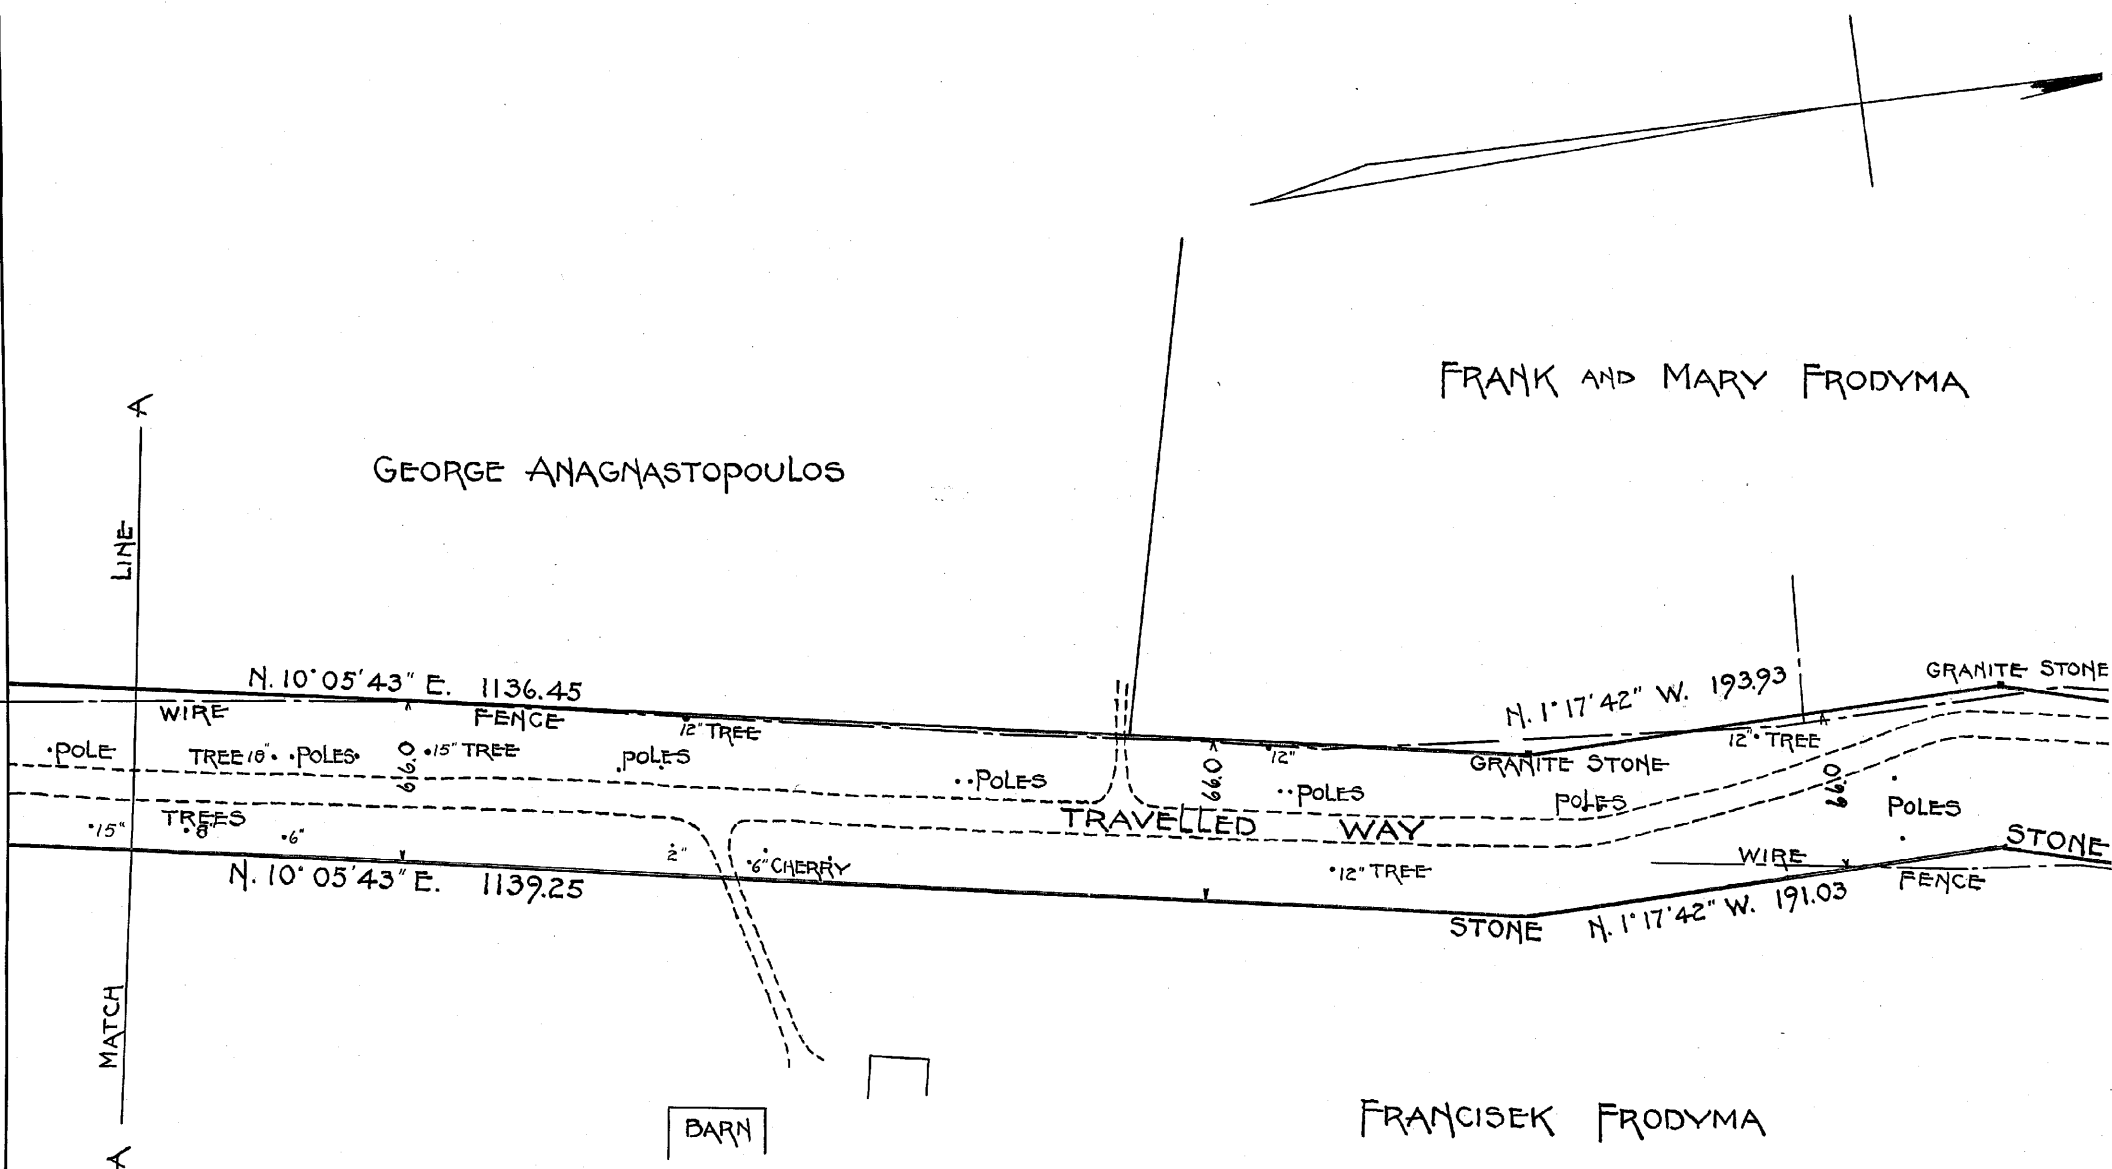 FRANK AND MARY FRODYMA
GEORGE ANAGNASTOPOULOS
A
LINE
MATCH
A
N. 10° 05' 43" E. 1136.45
WIRE
FENCE
12" TREE
N. 1° 17' 42" W. 193.93
GRANITE STONE
12" TREE
12"
GRANITE STONE
POLE
TREE 18"
POLES
66.0
15" TREE
POLES
POLES
66.0
POLES
POLES
66.0
POLES
TRAVELLED WAY
15"
TREES
8"
6"
2"
6" CHERRY
12" TREE
WIRE
FENCE
STONE
N. 10° 05' 43" E. 1139.25
STONE
N. 1° 17' 42" W. 191.03
BARN
FRANCISEK FRODYMA